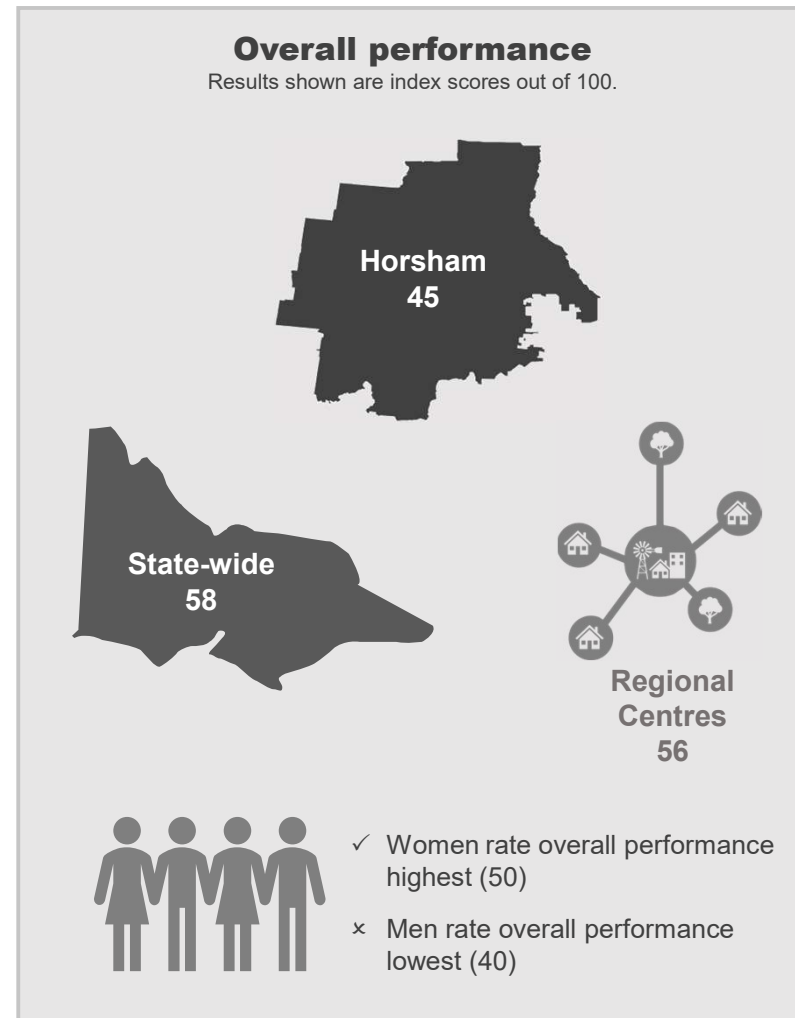 Overall performance
Results shown are index scores out of 100.
Horsham
45
State-wide
58
Regional
Centres
56
✓ Women rate overall performance
highest (50)
× Men rate overall performance
lowest (40)